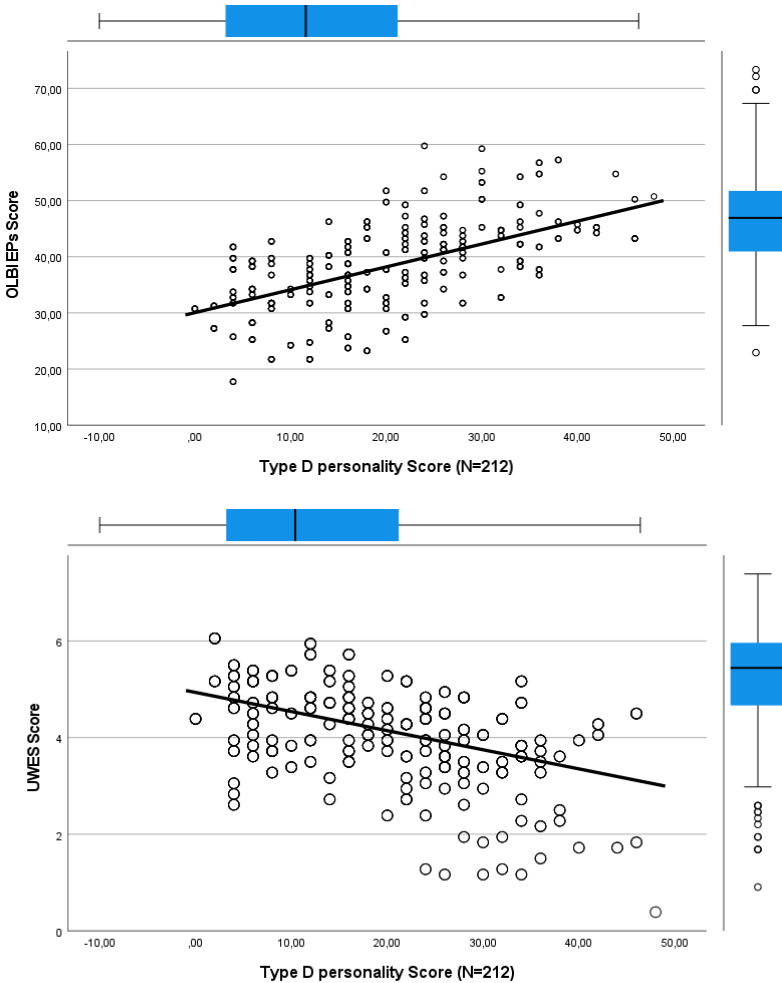 70,00
60,00
50,00
40,00
30,00
20,00
10,00
OLBI EPs Score
-10,00 ,00 10,00 20,00 30,00 40,00 50,00
Type D personality Score (N=212)
6
4
2
0
UWES Score
-10,00 ,00 10,00 20,00 30,00 40,00 50,00
Type D personality Score (N=212)